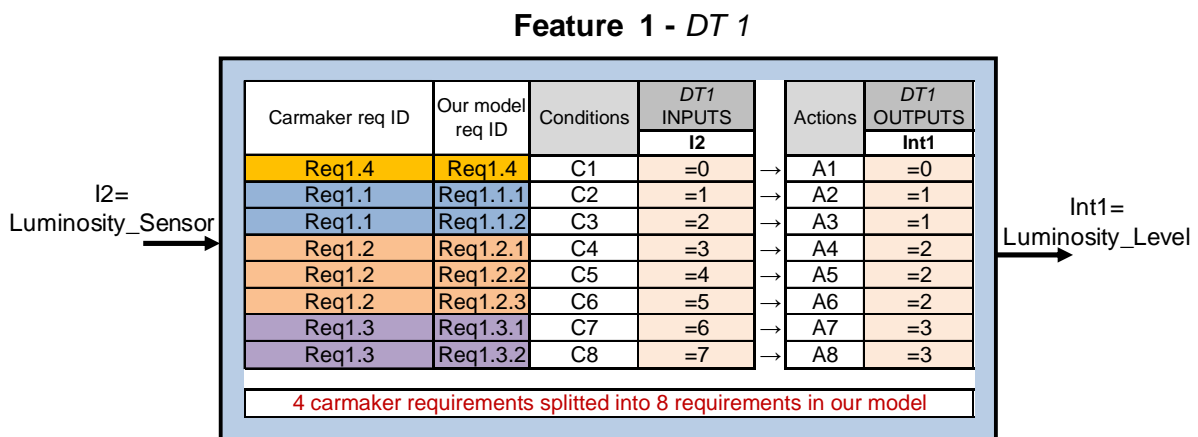 Feature 1 - DT 1
Carmaker req ID Our model req ID Conditions DT1 INPUTS Actions DT1 OUTPUTS
I2 Int1
Req1.4 Req1.4 C1 =0 → A1 =0
Req1.1 Req1.1.1 C2 =1 → A2 =1
Req1.1 Req1.1.2 C3 =2 → A3 =1
Req1.2 Req1.2.1 C4 =3 → A4 =2
Req1.2 Req1.2.2 C5 =4 → A5 =2
Req1.2 Req1.2.3 C6 =5 → A6 =2
Req1.3 Req1.3.1 C7 =6 → A7 =3
Req1.3 Req1.3.2 C8 =7 → A8 =3
4 carmaker requirements splitted into 8 requirements in our model
I2=
Luminosity_Sensor
Int1=
Luminosity_Level